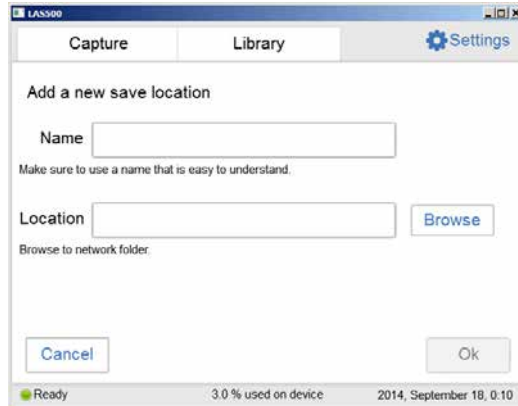 LAS500
Capture Library Settings
Add a new save location
Name
Make sure to use a name that is easy to understand.
Location Browse
Browse to network folder.
Cancel Ok
Ready 3.0 % used on device 2014, September 18, 0:10